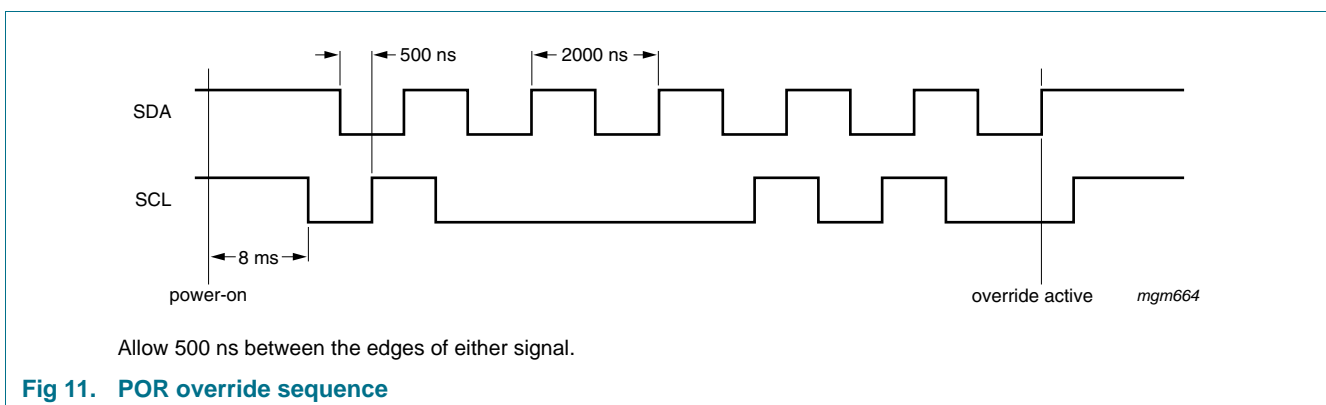 500 ns
2000 ns
SDA
SCL
8 ms
power-on
override active
mgm664
Allow 500 ns between the edges of either signal.
Fig 11. POR override sequence